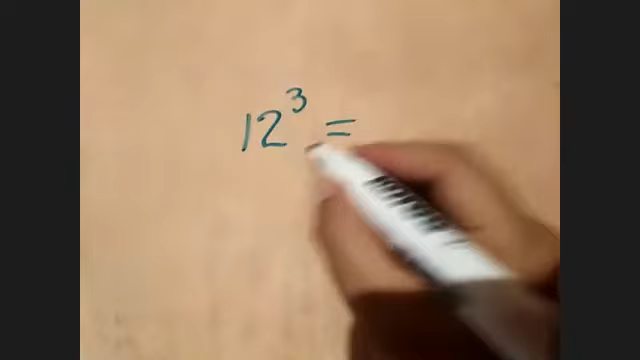 12³ =